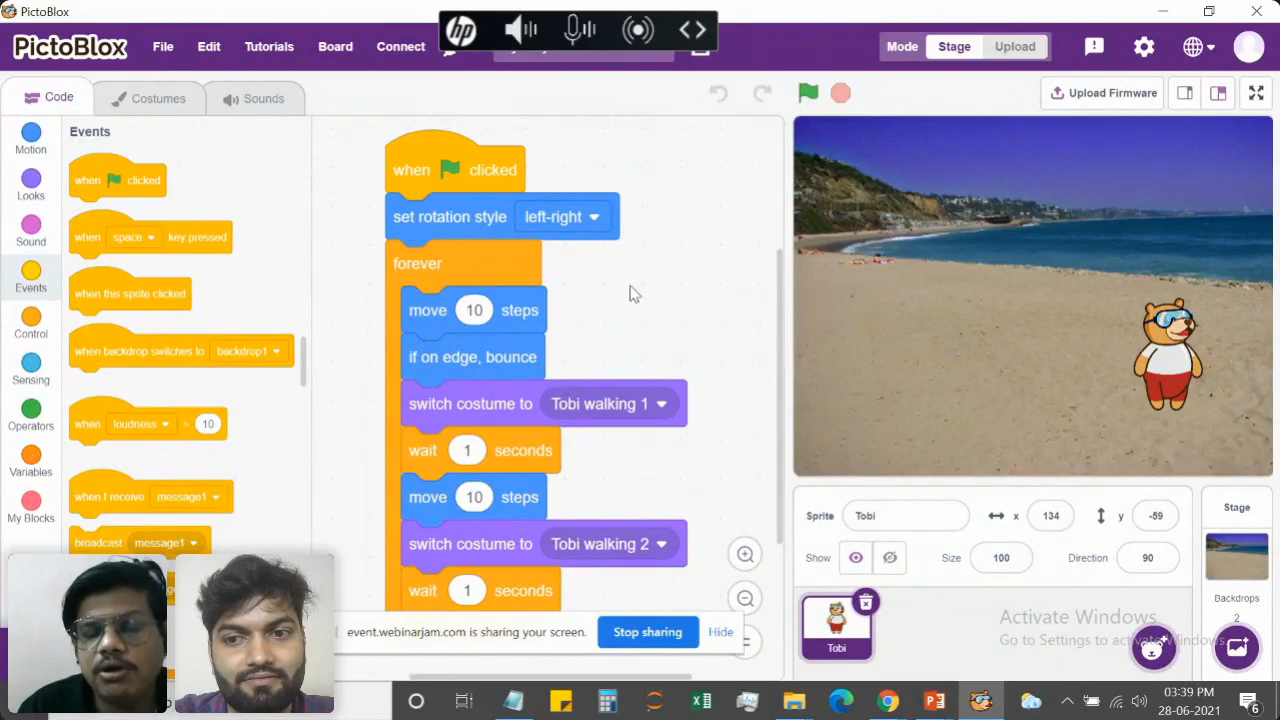 PictoBlox
hp
PictoBlox
File
Edit
Tutorials
Board
Connect
Mode
Stage
Upload
Code
Costumes
Sounds
Upload Firmware
Motion
Looks
Sound
Events
Control
Sensing
Operators
Variables
My Blocks
Events
when clicked
when space key pressed
when this sprite clicked
when backdrop switches to backdrop1
when loudness > 10
when I receive message1
broadcast message1
when clicked
set rotation style left-right
forever
move 10 steps
if on edge, bounce
switch costume to Tobi walking 1
wait 1 seconds
move 10 steps
switch costume to Tobi walking 2
wait 1 seconds
event.webinarjam.com is sharing your screen.
Stop sharing
Hide
Sprite
Tobi
x
134
y
-59
Show
Size
100
Direction
90
Tobi
Stage
Backdrops
2
Activate Windows
Go to Settings to activate Windows.
03:39 PM
28-06-2021
6